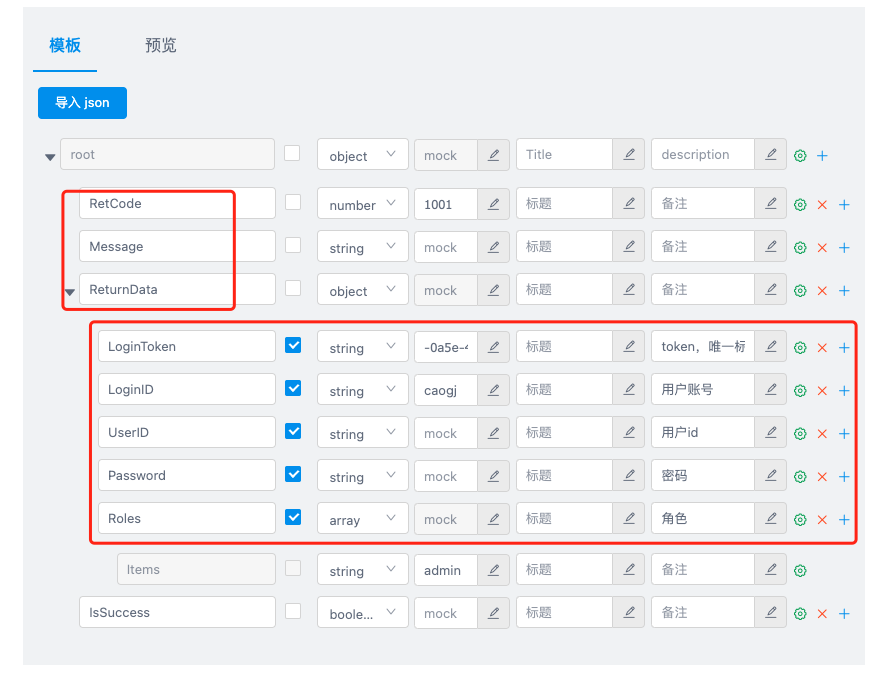 模板 预览
导入 json
root object mock Title description
RetCode number 1001 标题 备注
Message string mock 标题 备注
ReturnData object mock 标题 备注
LoginToken string -0a5e- 标题 token，唯一标
LoginID string caogj 标题 用户账号
UserID string mock 标题 用户id
Password string mock 标题 密码
Roles array mock 标题 角色
Items string admin 标题 备注
IsSuccess boole... mock 标题 备注